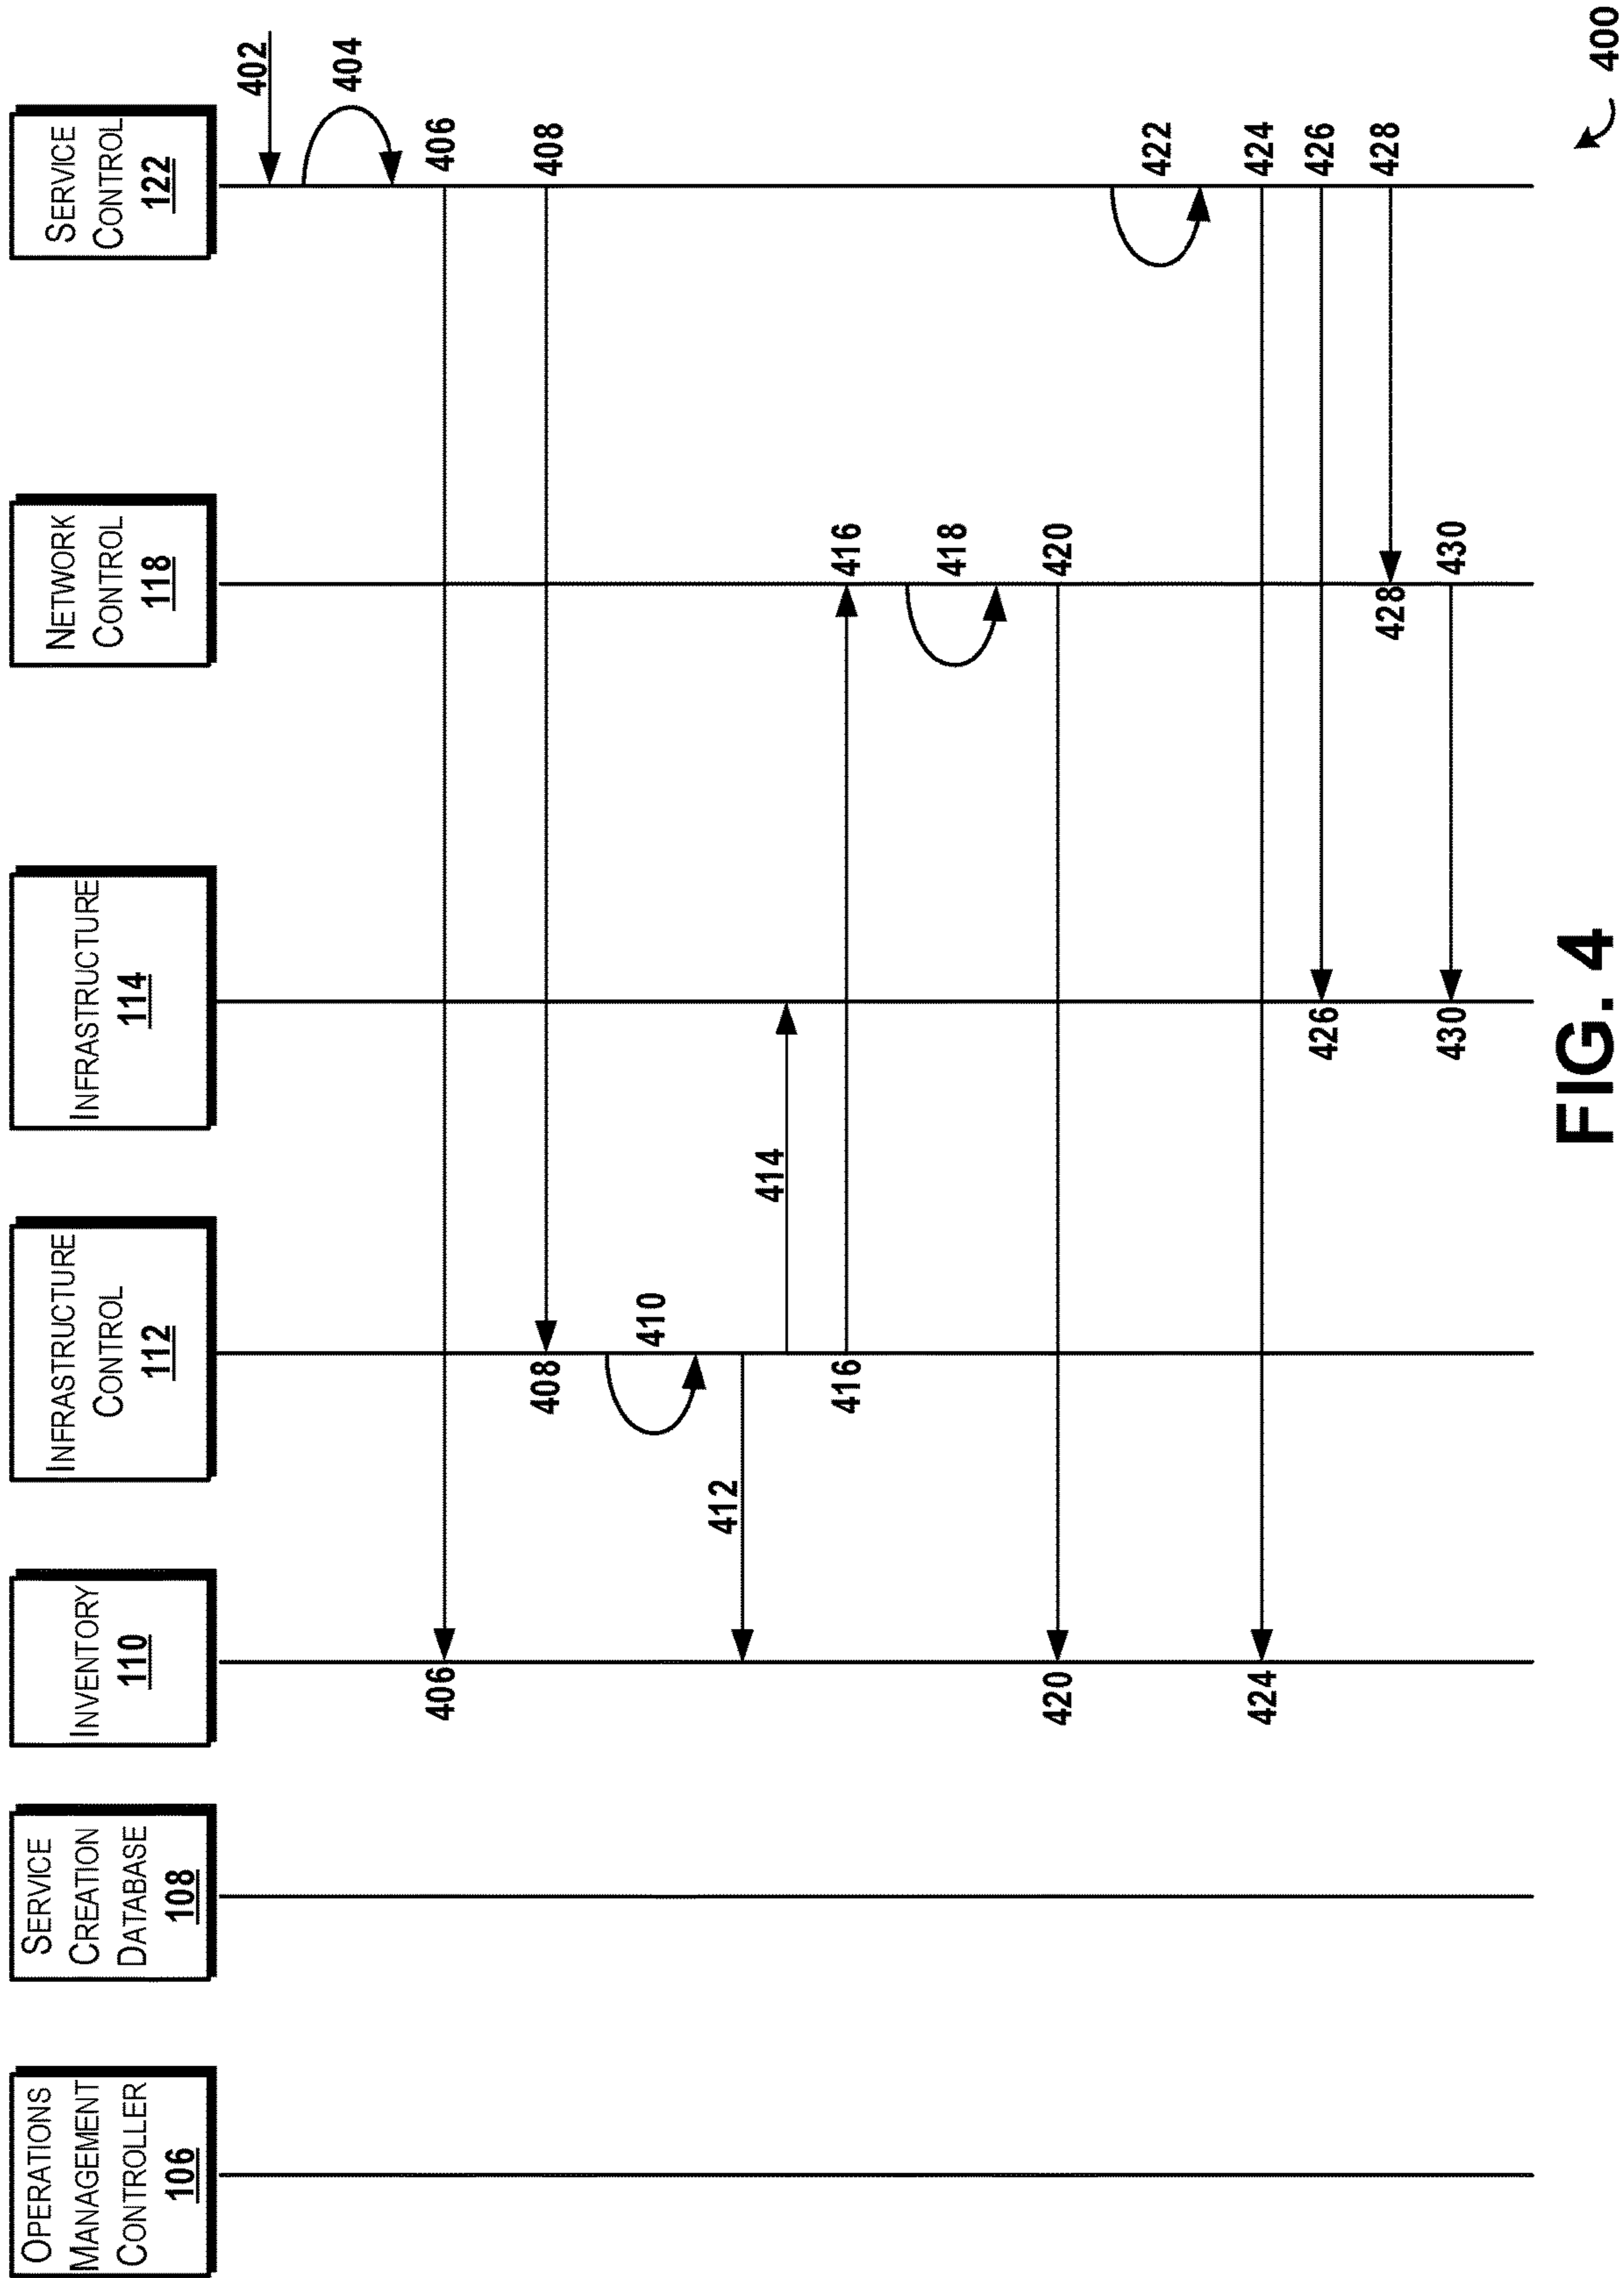 OPERATIONS
MANAGEMENT
CONTROLLER
106
SERVICE
CREATION
DATABASE
108
INVENTORY
110
INFRASTRUCTURE
CONTROL
112
INFRASTRUCTURE
114
NETWORK
CONTROL
118
SERVICE
CONTROL
122
402
404
406
406
408
408
410
412
414
416
416
418
420
420
422
424
424
426
426
428
428
430
430
FIG. 4
400